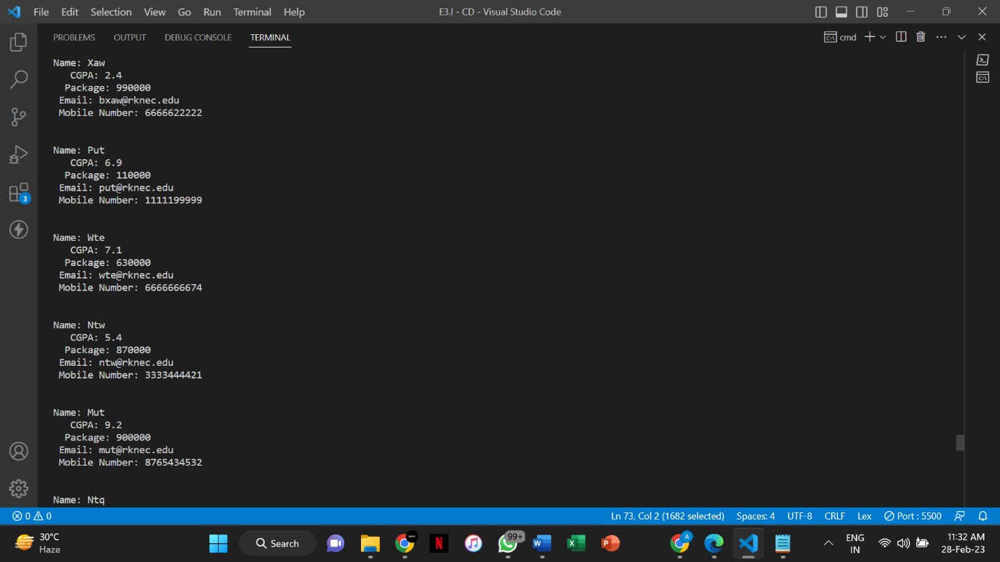 File Edit Selection View Go Run Terminal Help E3.l - CD - Visual Studio Code
PROBLEMS OUTPUT DEBUG CONSOLE TERMINAL cmd
Name: Xaw
CGPA: 2.4
Package: 990000
Email: bxaw@rknec.edu
Mobile Number: 6666622222
Name: Put
CGPA: 6.9
Package: 110000
Email: put@rknec.edu
Mobile Number: 1111199999
Name: Wte
CGPA: 7.1
Package: 630000
Email: wte@rknec.edu
Mobile Number: 6666666674
Name: Ntw
CGPA: 5.4
Package: 870000
Email: ntw@rknec.edu
Mobile Number: 3333444421
Name: Mut
CGPA: 9.2
Package: 900000
Email: mut@rknec.edu
Mobile Number: 8765434532
Name: Ntq
3
0 0 Ln 73, Col 2 (1682 selected) Spaces: 4 UTF-8 CRLF Lex Port : 5500
30°C
Haze
Search
99+
ENG
IN
11:32 AM
28-Feb-23